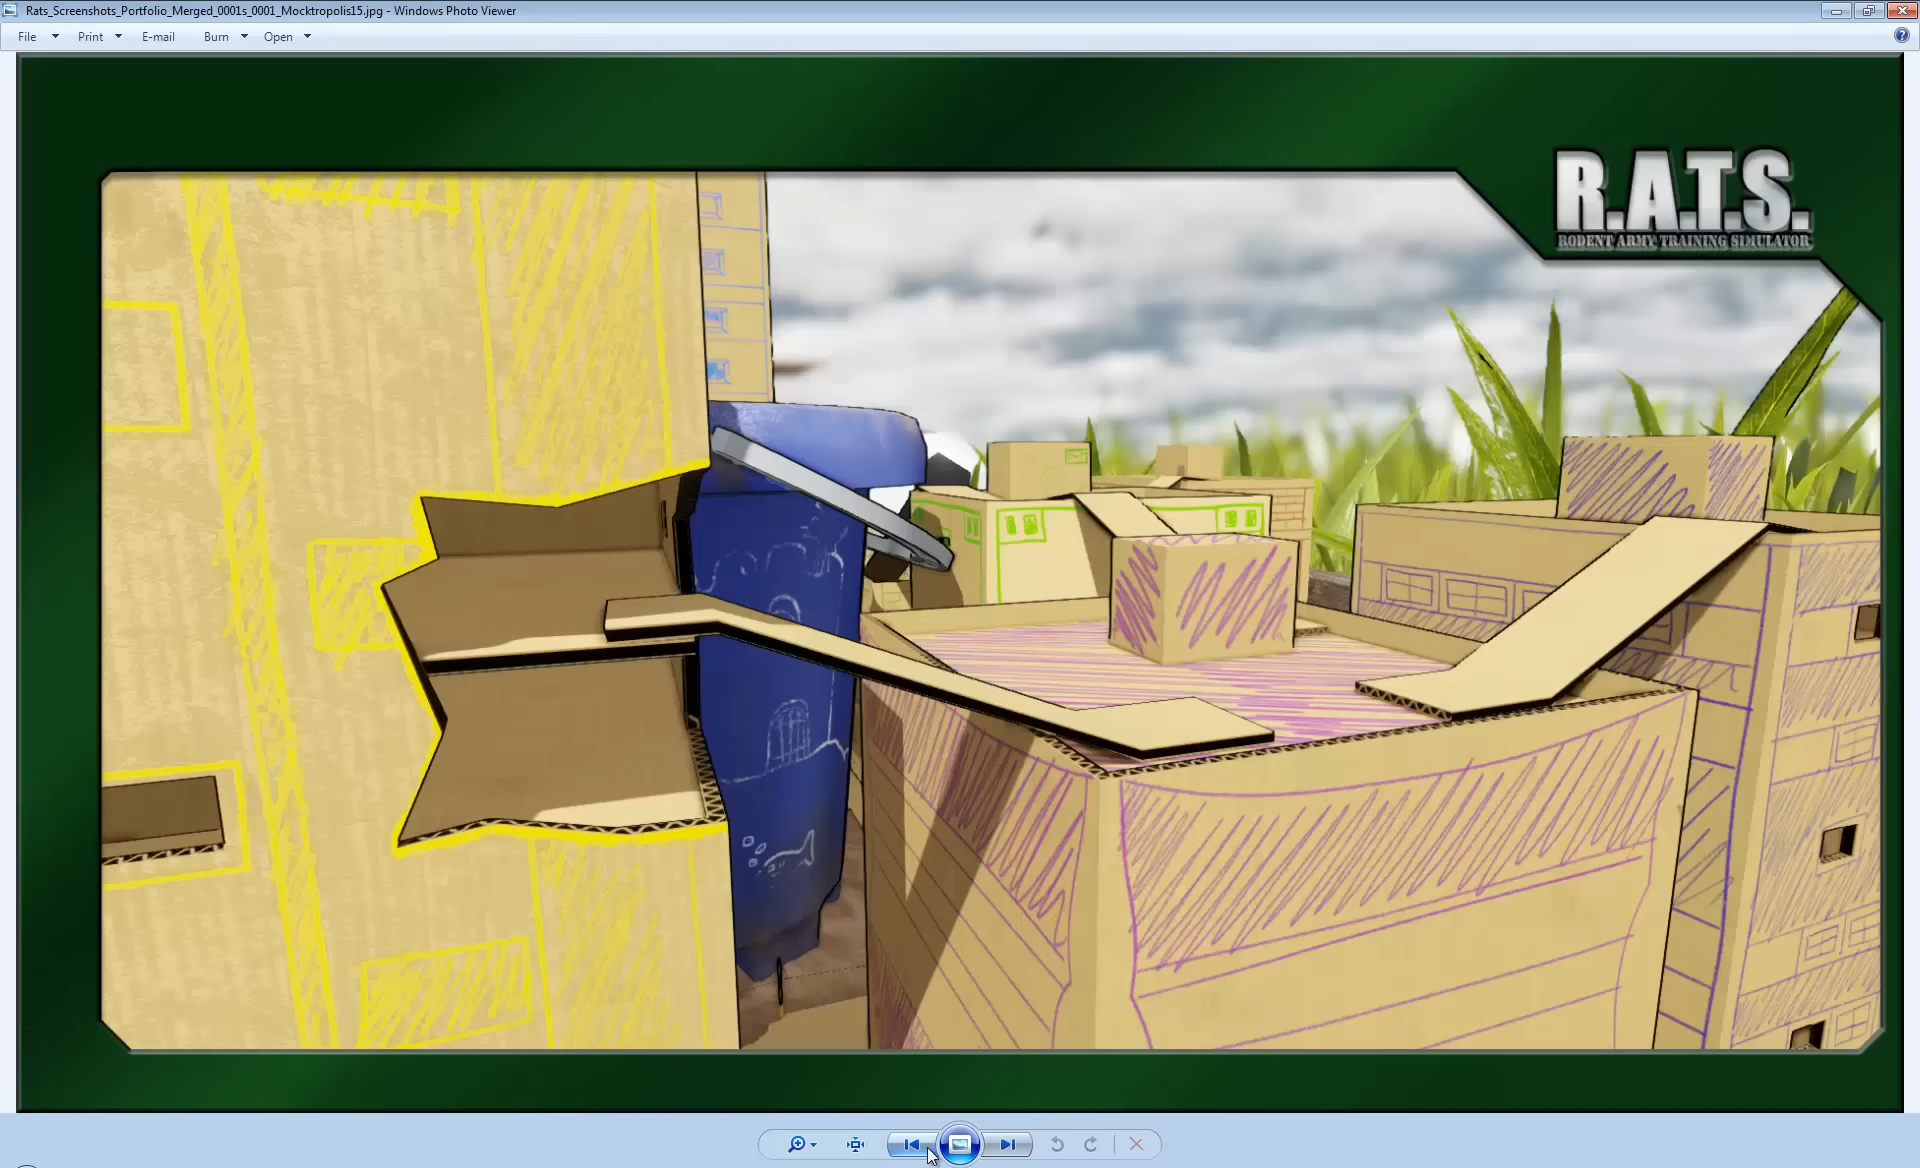 Rats_Screenshots_Portfolio_Merged_0001s_0001_Mocktropolis15.jpg - Windows Photo Viewer
File Print E-mail Burn Open
R.A.T.S.
RODENT ARMY TRAINING SIMULATOR